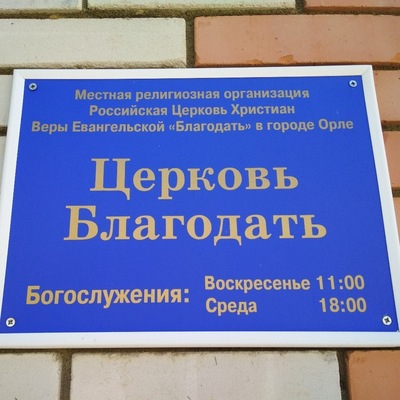 Местная религиозная организация
Российская Церковь Христиан
Веры Евангельской «Благодать» в городе Орле
Церковь
Благодать
Богослужения: Воскресенье 11:00
Среда 18:00